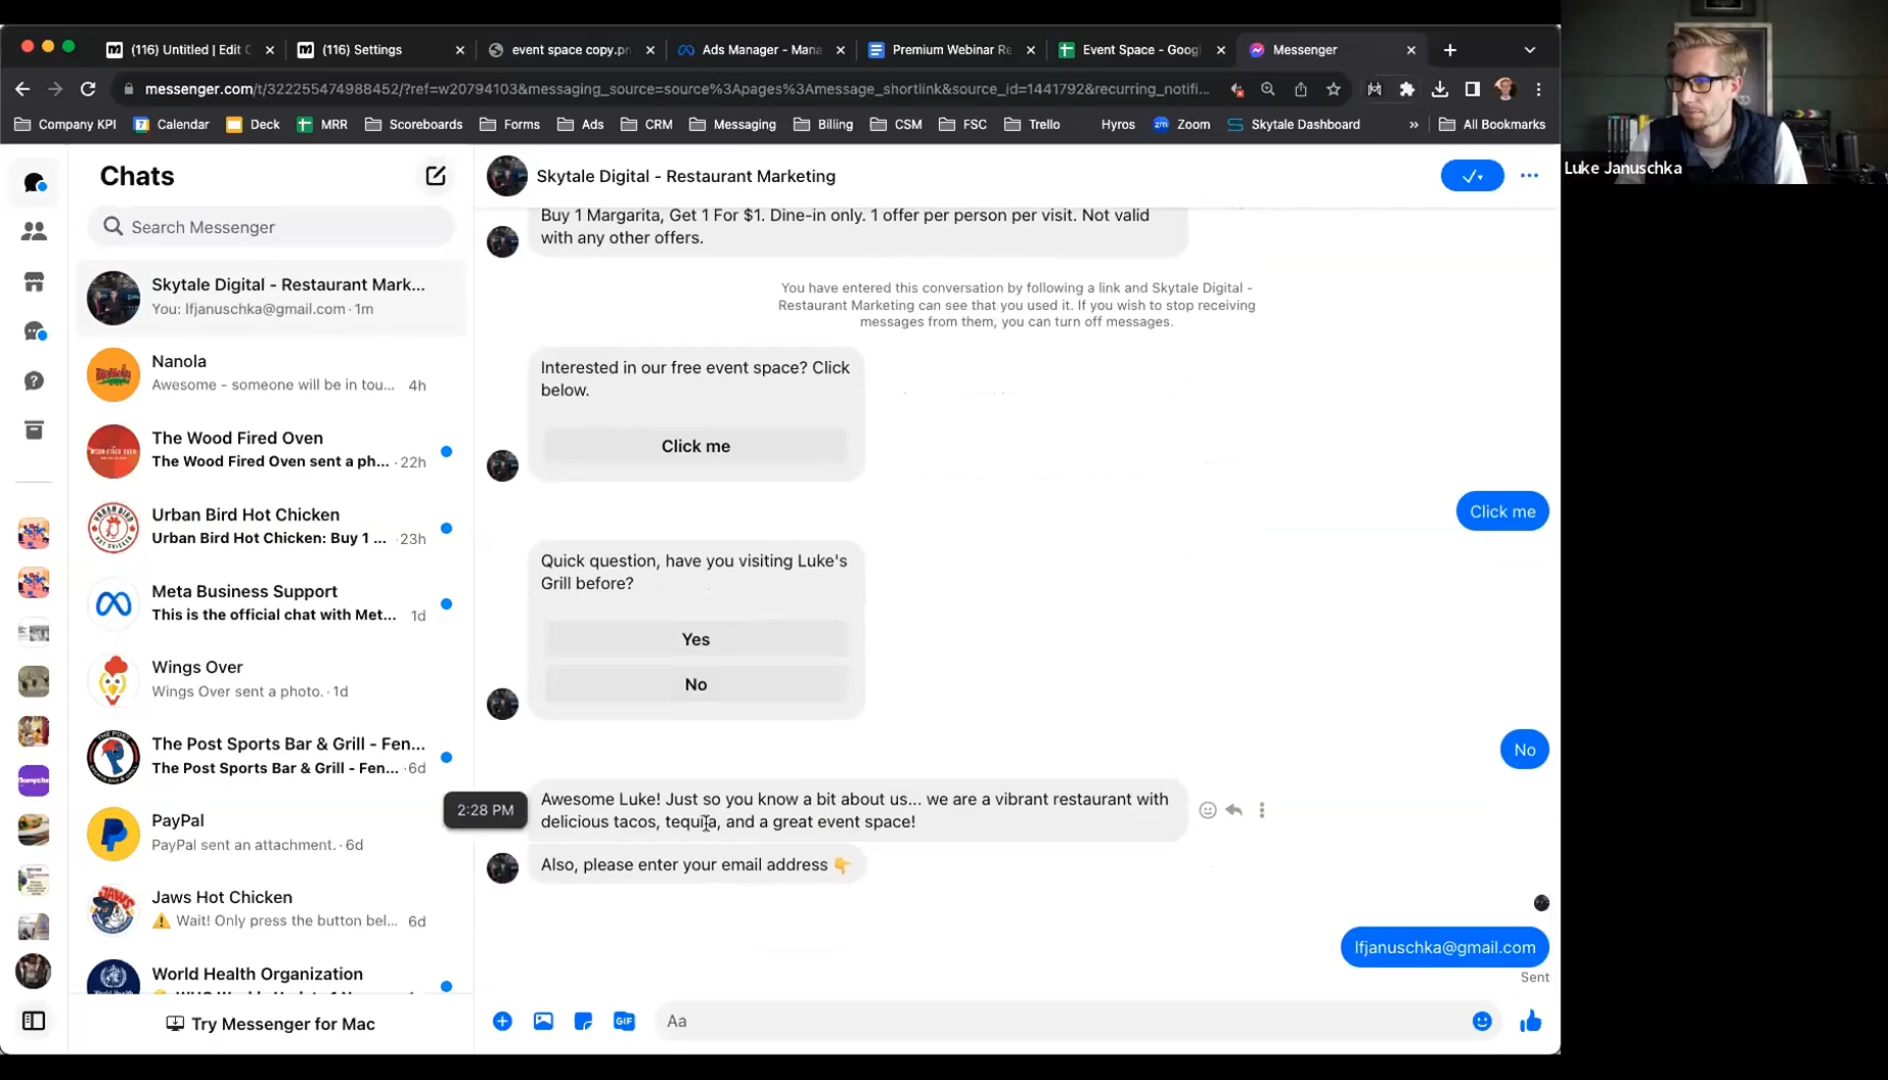 (116) Untitled | Edit C
(116) Settings
event space copy.pr
Ads Manager - Mana
Premium Webinar Re
Event Space - Goog
Messenger
messenger.com/t/322255474988452/?ref=w20794103&messaging_source=source%3Apages%3Amessage_shortlink&source_id=1441792&recurring_notifi...
Company KPI
Calendar
Deck
MRR
Scoreboards
Forms
Ads
CRM
Messaging
Billing
CSM
FSC
Trello
Hyros
zm Zoom
Skytale Dashboard
»
All Bookmarks
Luke Januschka
Chats
Search Messenger
Skytale Digital - Restaurant Mark...
You: lfjanuschka@gmail.com · 1m
Nanola
Awesome - someone will be in tou... 4h
The Wood Fired Oven
The Wood Fired Oven sent a ph... · 22h
Urban Bird Hot Chicken
Urban Bird Hot Chicken: Buy 1 ... · 23h
Meta Business Support
This is the official chat with Met... 1d
Wings Over
Wings Over sent a photo. · 1d
The Post Sports Bar & Grill - Fen...
The Post Sports Bar & Grill - Fen... · 6d
PayPal
PayPal sent an attachment. · 6d
Jaws Hot Chicken
Wait! Only press the button bel... 6d
World Health Organization
Try Messenger for Mac
Skytale Digital - Restaurant Marketing
Buy 1 Margarita, Get 1 For $1. Dine-in only. 1 offer per person per visit. Not valid
with any other offers.
You have entered this conversation by following a link and Skytale Digital -
Restaurant Marketing can see that you used it. If you wish to stop receiving
messages from them, you can turn off messages.
Interested in our free event space? Click
below.
Click me
Click me
Quick question, have you visiting Luke's
Grill before?
Yes
No
No
2:28 PM
Awesome Luke! Just so you know a bit about us... we are a vibrant restaurant with
delicious tacos, tequila, and a great event space!
Also, please enter your email address 👇
lfjanuschka@gmail.com
Sent
GIF
Aa